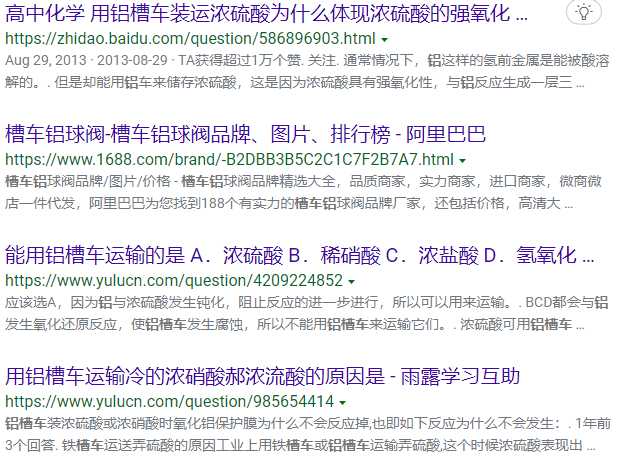 高中化学 用铝槽车装运浓硫酸为什么体现浓硫酸的强氧化 ...
https://zhidao.baidu.com/question/586896903.html
Aug 29, 2013 · 2013-08-29 · TA获得超过1万个赞. 关注. 通常情况下，铝这样的氢前金属是能被酸溶
解的。. 但是却能用铝车来储存浓硫酸，这是因为浓硫酸具有强氧化性，与铝反应生成一层三 ...
槽车铝球阀-槽车铝球阀品牌、图片、排行榜 - 阿里巴巴
https://www.1688.com/brand/-B2DBB3B5C2C1C7F2B7A7.html
槽车铝球阀品牌/图片/价格 - 槽车铝球阀品牌精选大全，品质商家，实力商家，进口商家，微商微
店一件代发，阿里巴巴为您找到188个有实力的槽车铝球阀品牌厂家，还包括价格，高清大 ...
能用铝槽车运输的是 A．浓硫酸 B．稀硝酸 C．浓盐酸 D．氢氧化 ...
https://www.yulucn.com/question/4209224852
应该选A，因为铝与浓硫酸发生钝化，阻止反应的进一步进行，所以可以用来运输。. BCD都会与铝
发生氧化还原反应，使铝槽车发生腐蚀，所以不能用铝槽车来运输它们。. 浓硫酸可用铝槽车 ...
用铝槽车运输冷的浓硝酸郝浓流酸的原因是 - 雨露学习互助
https://www.yulucn.com/question/985654414
铝槽车装浓硫酸或浓硝酸时氧化铝保护膜为什么不会反应掉,也即如下反应为什么不会发生：. 1年前
3个回答. 铁槽车运送弄硫酸的原因工业上用铁槽车或铝槽车运输弄硫酸,这个时候浓硫酸表现出 ...